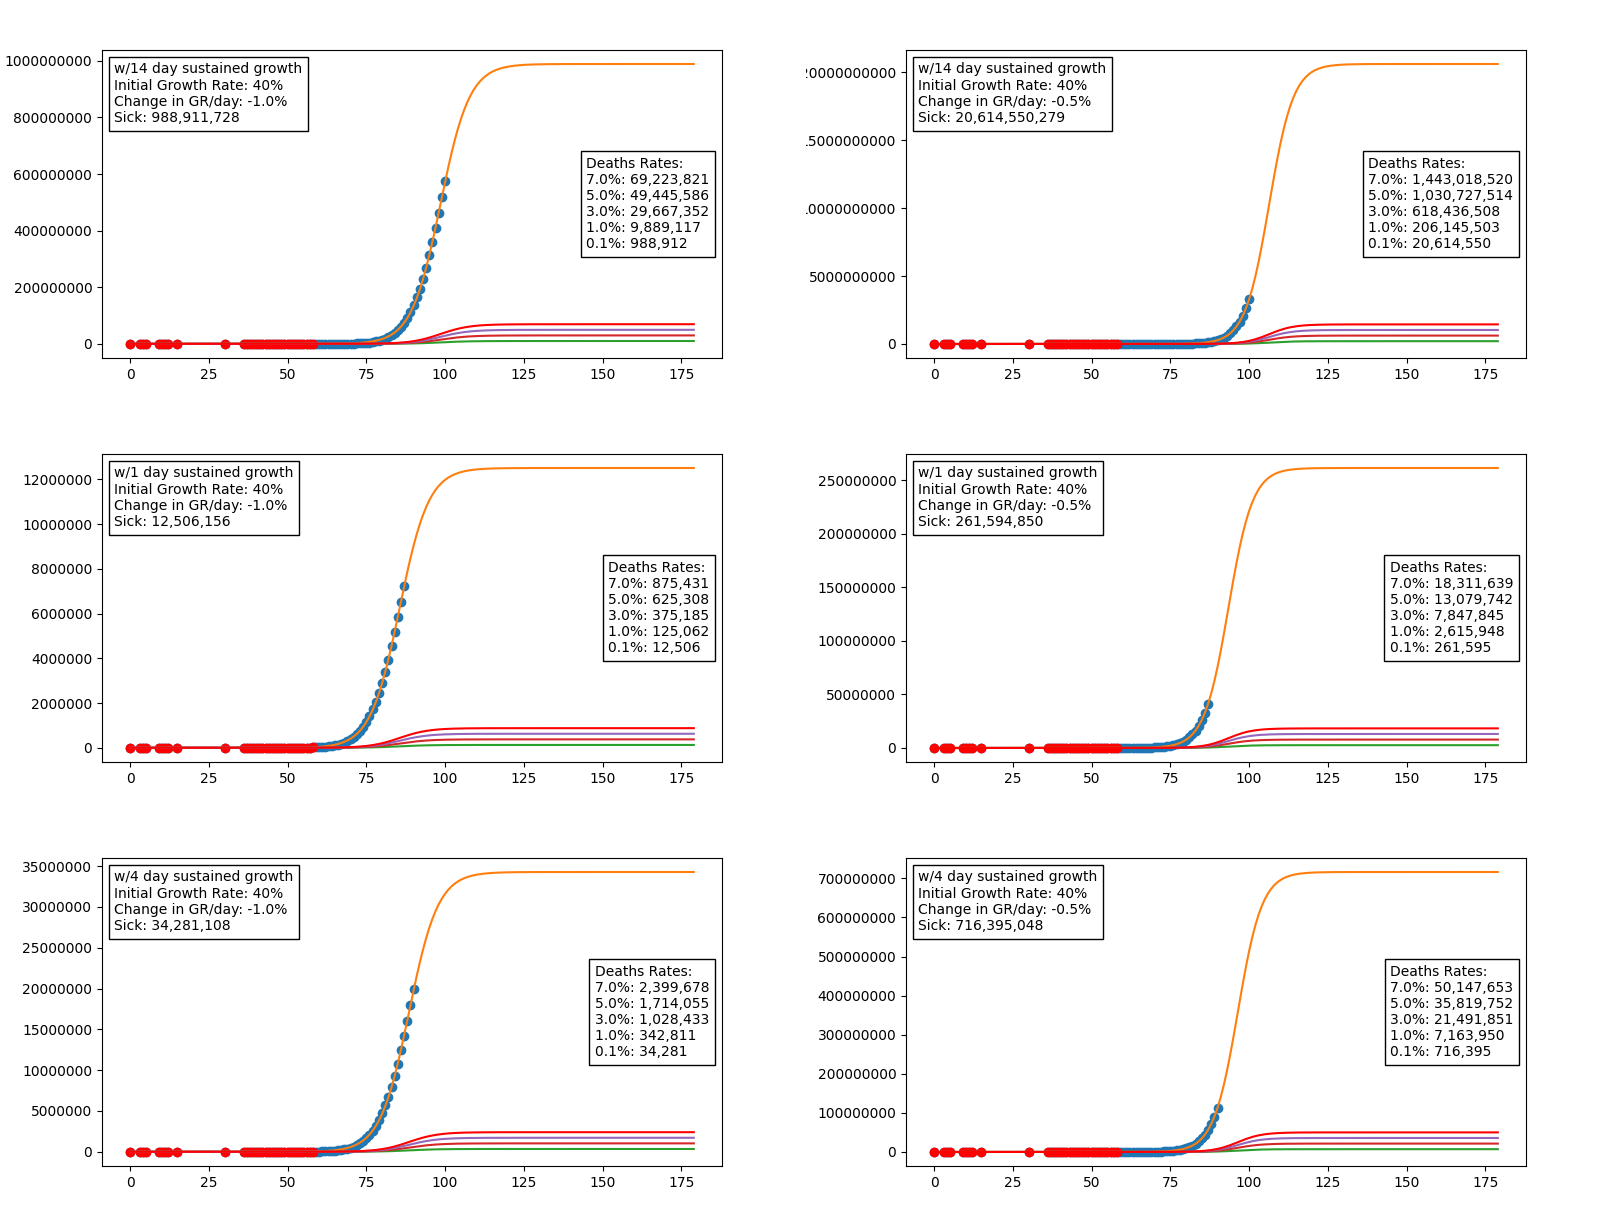 w/14 day sustained growth
Initial Growth Rate: 40%
Change in GR/day: -1.0%
Sick: 988,911,728
Deaths Rates:
7.0%: 69,223,821
5.0%: 49,445,586
3.0%: 29,667,352
1.0%: 9,889,117
0.1%: 988,912
1000000000
800000000
600000000
400000000
200000000
0
0 25 50 75 100 125 150 175
w/14 day sustained growth
Initial Growth Rate: 40%
Change in GR/day: -0.5%
Sick: 20,614,550,279
Deaths Rates:
7.0%: 1,443,018,520
5.0%: 1,030,727,514
3.0%: 618,436,508
1.0%: 206,145,503
0.1%: 20,614,550
5000000000
0
0 25 50 75 100 125 150 175
w/1 day sustained growth
Initial Growth Rate: 40%
Change in GR/day: -1.0%
Sick: 12,506,156
Deaths Rates:
7.0%: 875,431
5.0%: 625,308
3.0%: 375,185
1.0%: 125,062
0.1%: 12,506
12000000
10000000
8000000
6000000
4000000
2000000
0
0 25 50 75 100 125 150 175
w/1 day sustained growth
Initial Growth Rate: 40%
Change in GR/day: -0.5%
Sick: 261,594,850
Deaths Rates:
7.0%: 18,311,639
5.0%: 13,079,742
3.0%: 7,847,845
1.0%: 2,615,948
0.1%: 261,595
250000000
200000000
150000000
100000000
50000000
0
0 25 50 75 100 125 150 175
w/4 day sustained growth
Initial Growth Rate: 40%
Change in GR/day: -1.0%
Sick: 34,281,108
Deaths Rates:
7.0%: 2,399,678
5.0%: 1,714,055
3.0%: 1,028,433
1.0%: 342,811
0.1%: 34,281
35000000
30000000
25000000
20000000
15000000
10000000
5000000
0
0 25 50 75 100 125 150 175
w/4 day sustained growth
Initial Growth Rate: 40%
Change in GR/day: -0.5%
Sick: 716,395,048
Deaths Rates:
7.0%: 50,147,653
5.0%: 35,819,752
3.0%: 21,491,851
1.0%: 7,163,950
0.1%: 716,395
700000000
600000000
500000000
400000000
300000000
200000000
100000000
0
0 25 50 75 100 125 150 175